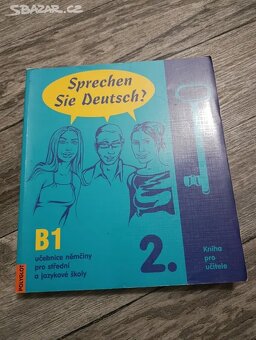 SBAZAR.CZ
Sprechen
Sie Deutsch?
B1
učebnice němčiny
pro střední
a jazykové školy
2.
Kniha
pro
učitele
POLYGLOT